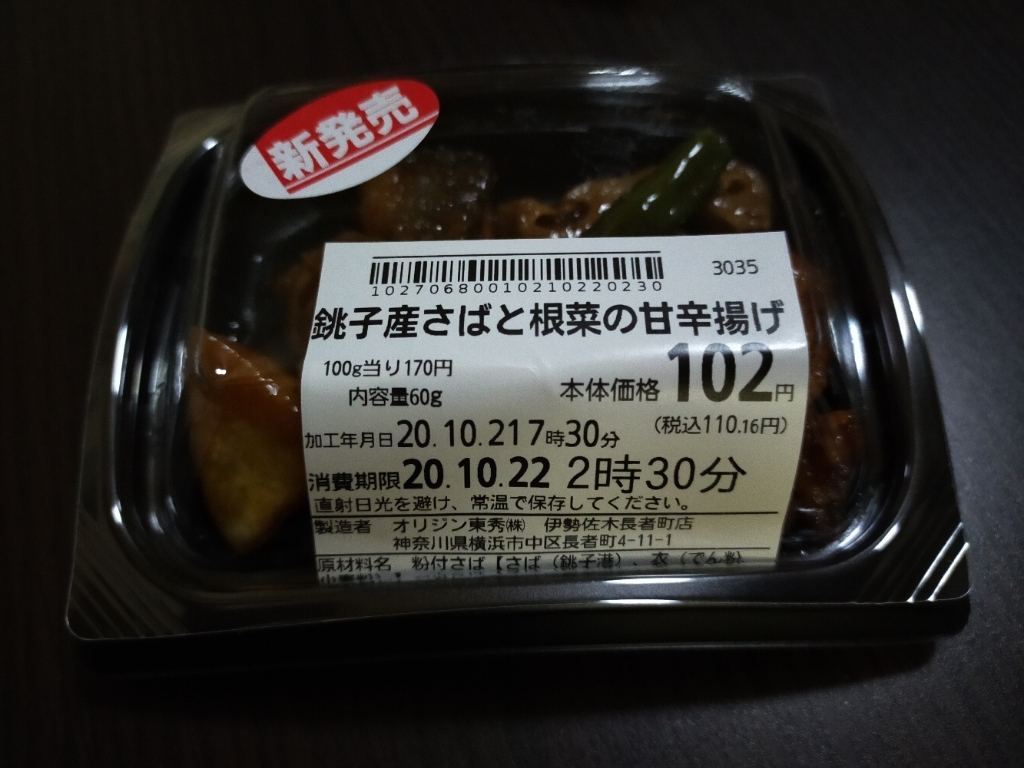 新発売
3035
10270680010210220230
銚子産さばと根菜の甘辛揚げ
100g当り170円
内容量60g
本体価格 102円
(税込110.16円)
加工年月日20.10.21 7時30分
消費期限20.10.22 2時30分
直射日光を避け、常温で保存してください。
製造者 オリジン東秀㈱ 伊勢佐木長者町店
神奈川県横浜市中区長者町4-11-1
原材料名 粉付さば【さば(銚子港)、衣(でん粉